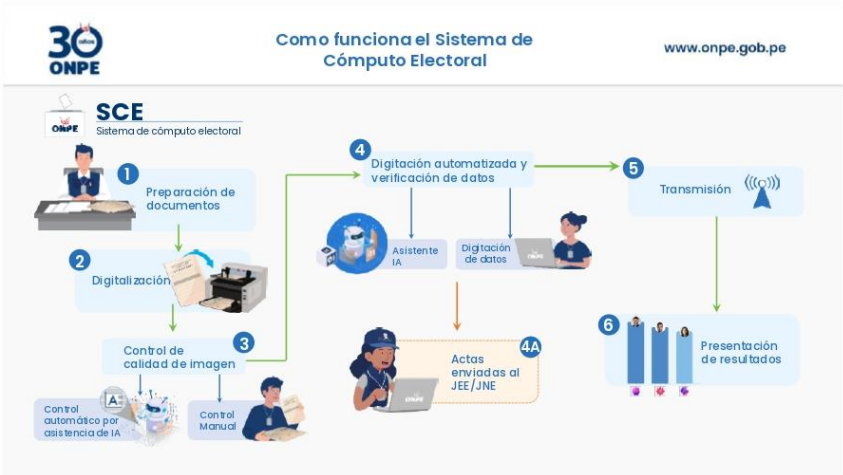 30
ONPE
Como funciona el Sistema de
Cómputo Electoral
www.onpe.gob.pe
ONPE
SCE
Sistema de cómputo electoral
1
Preparación de
documentos
2
Digitalización
3
Control de
calidad de imagen
Control
automático por
asistencia de IA
A
Control
Manual
4
Digitación automatizada y
verificación de datos
Asistente
IA
Digitación
de datos
ONPE
4A
Actas
enviadas al
JEE/JNE
ONPE
5
Transmisión
6
Presentación
de resultados